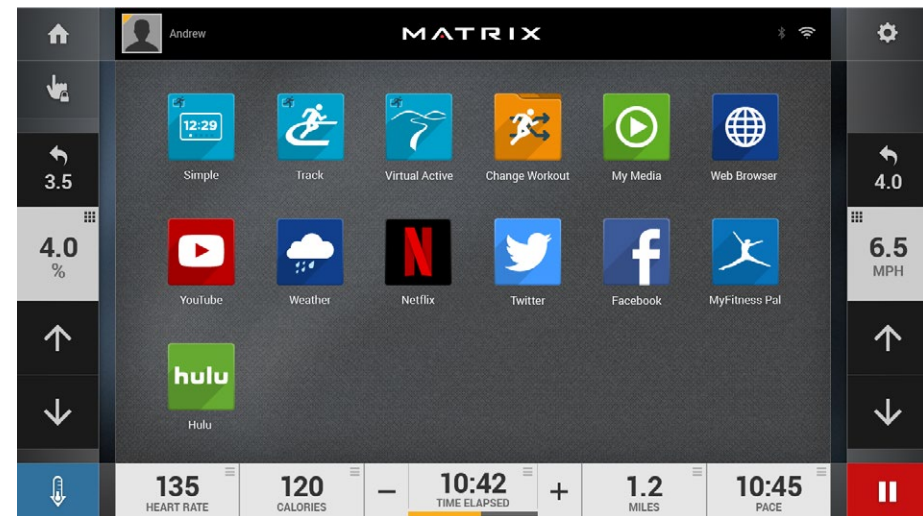 Andrew
MATRIX
3.5
4.0
%
12:29
Simple
Track
Virtual Active
Change Workout
My Media
Web Browser
YouTube
Weather
N
Netflix
Twitter
f
Facebook
MyFitness Pal
hulu
Hulu
4.0
6.5
MPH
135
HEART RATE
120
CALORIES
−
10:42
TIME ELAPSED
+
1.2
MILES
10:45
PACE